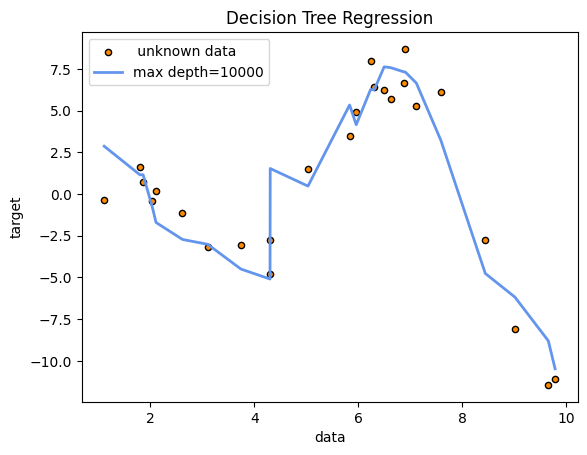 Decision Tree Regression
unknown data
max depth=10000
7.5
5.0
2.5
0.0
−2.5
−5.0
−7.5
−10.0
target
2
4
6
8
10
data